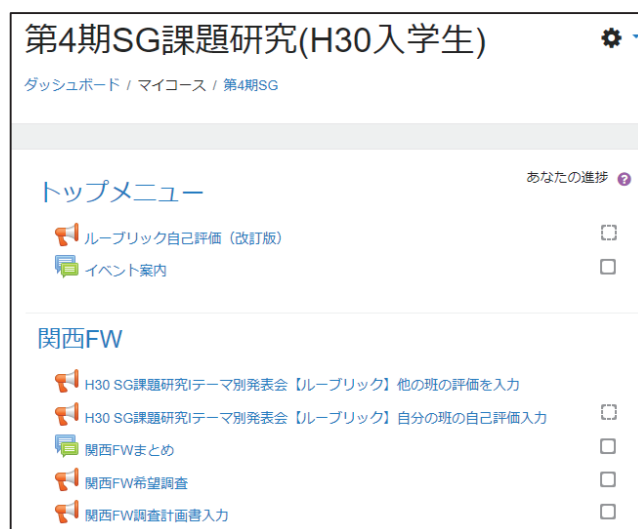 第4期SG課題研究(H30入学生)
ダッシュボード / マイコース / 第4期SG
あなたの進捗
トップメニュー
ルーブリック自己評価（改訂版）
イベント案内
関西FW
H30 SG課題研究Iテーマ別発表会【ルーブリック】他の班の評価を入力
H30 SG課題研究Iテーマ別発表会【ルーブリック】自分の班の自己評価入力
関西FWまとめ
関西FW希望調査
関西FW調査計画書入力